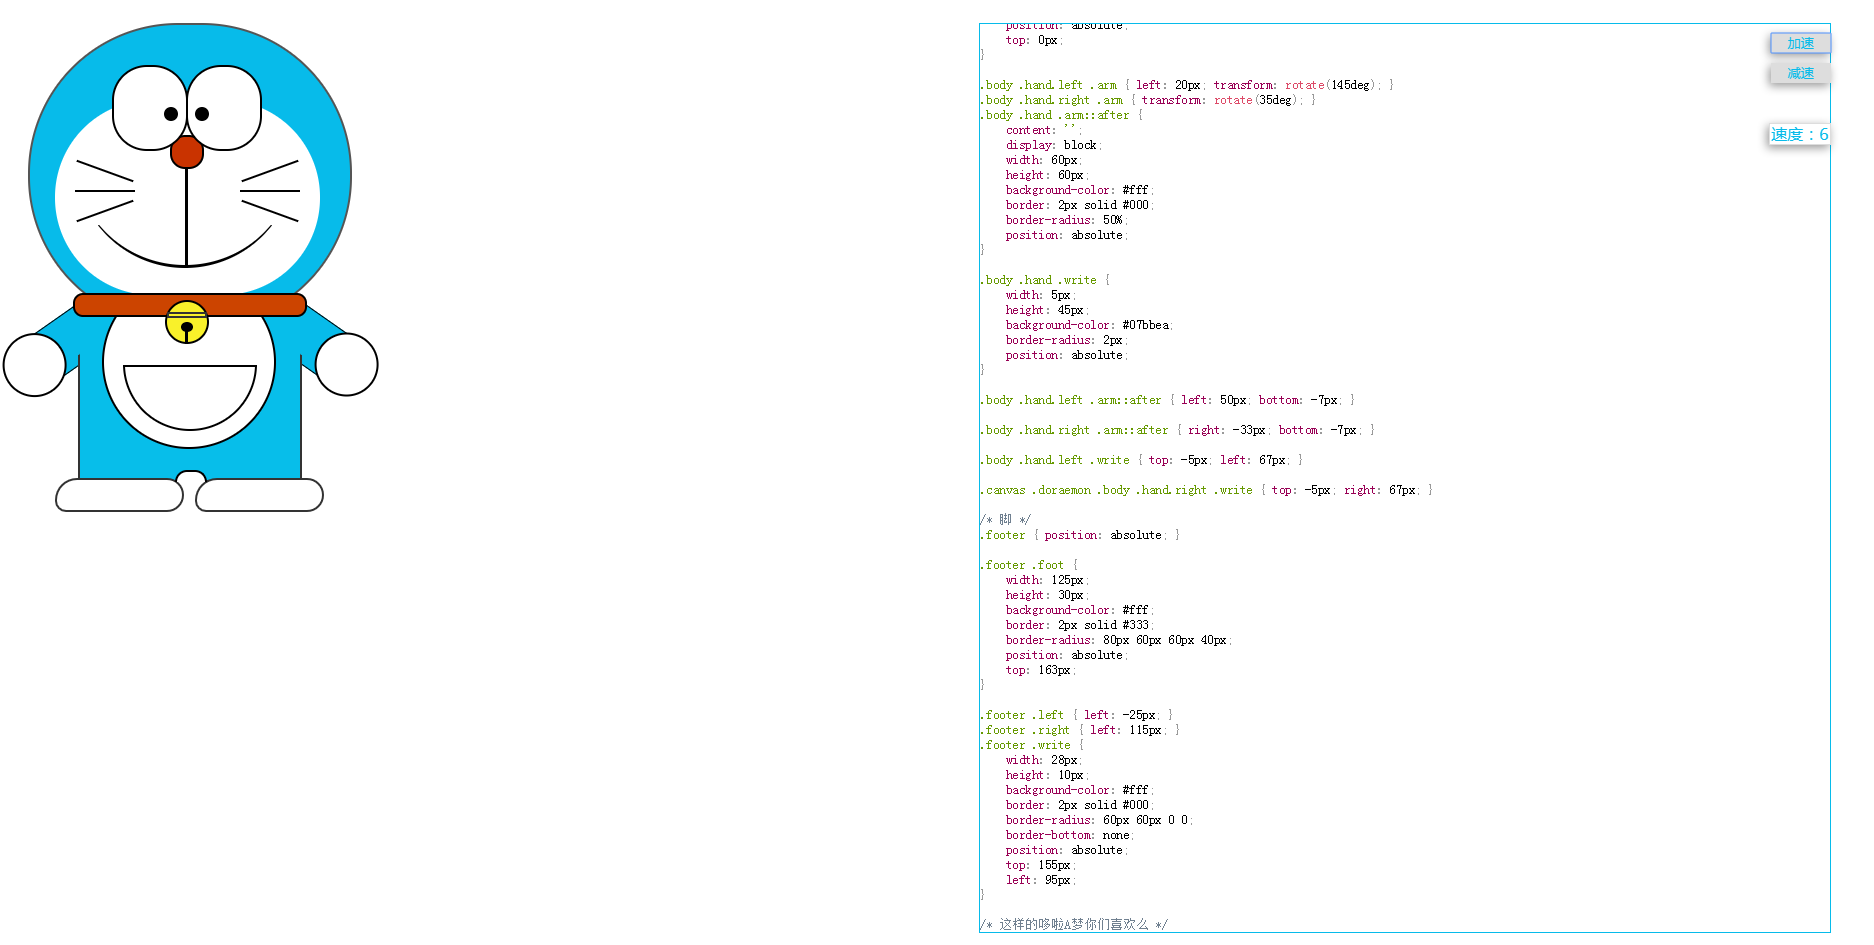 position: absolute;
top: 0px;
}
.body .hand.left .arm { left: 20px; transform: rotate(145deg); }
.body .hand.right .arm { transform: rotate(35deg); }
.body .hand .arm::after {
content: '';
display: block;
width: 60px;
height: 60px;
background-color: #fff;
border: 2px solid #000;
border-radius: 50%;
position: absolute;
}
.body .hand .write {
width: 5px;
height: 45px;
background-color: #07bbea;
border-radius: 2px;
position: absolute;
}
.body .hand.left .arm::after { left: 50px; bottom: -7px; }
.body .hand.right .arm::after { right: -33px; bottom: -7px; }
.body .hand.left .write { top: -5px; left: 67px; }
.canvas .doraemon .body .hand.right .write { top: -5px; right: 67px; }
/* 脚 */
.footer { position: absolute; }
.footer .foot {
width: 125px;
height: 30px;
background-color: #fff;
border: 2px solid #333;
border-radius: 80px 60px 60px 40px;
position: absolute;
top: 163px;
}
.footer .left { left: -25px; }
.footer .right { left: 115px; }
.footer .write {
width: 28px;
height: 10px;
background-color: #fff;
border: 2px solid #000;
border-radius: 60px 60px 0 0;
border-bottom: none;
position: absolute;
top: 155px;
left: 95px;
}
/* 这样的哆啦A梦你们喜欢么 */
加速
减速
速度：6